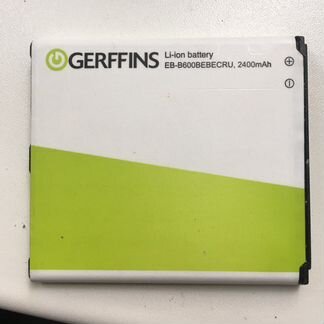 GERFFINS
Li-ion battery
EB-B600BEBECRU, 2400mAh